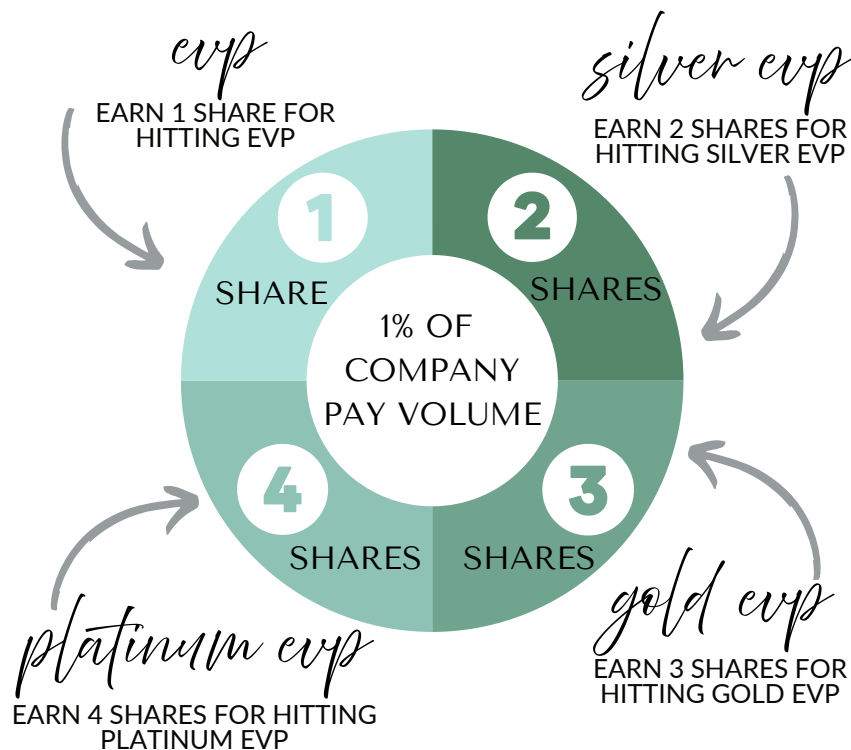 evp
EARN 1 SHARE FOR
HITTING EVP
silver evp
EARN 2 SHARES FOR
HITTING SILVER EVP
1
SHARE
2
SHARES
1% OF
COMPANY
PAY VOLUME
4
SHARES
3
SHARES
platinum evp
EARN 4 SHARES FOR HITTING
PLATINUM EVP
gold evp
EARN 3 SHARES FOR
HITTING GOLD EVP